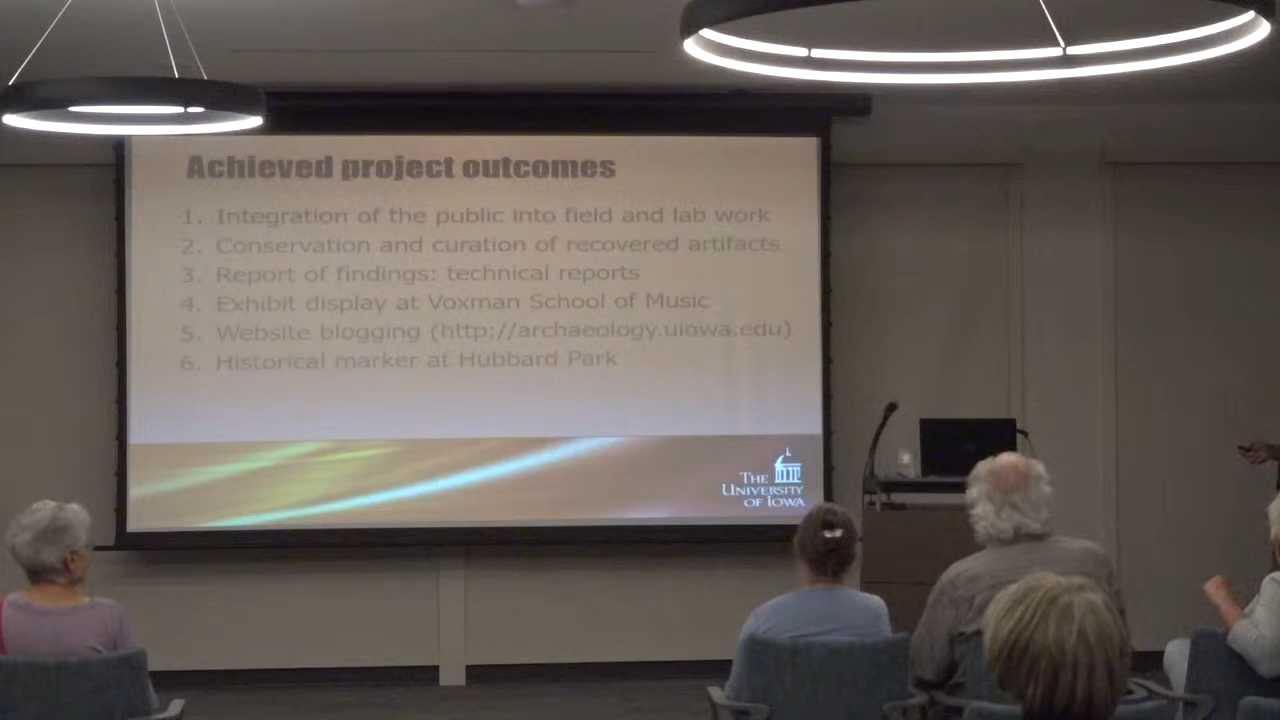 Achieved project outcomes
1. Integration of the public into field and lab work
2. Conservation and curation of recovered artifacts
3. Report of findings: technical reports
4. Exhibit display at Voxman School of Music
5. Website blogging (http://archaeology.uiowa.edu)
6. Historical marker at Hubbard Park
THE
UNIVERSITY
OF IOWA